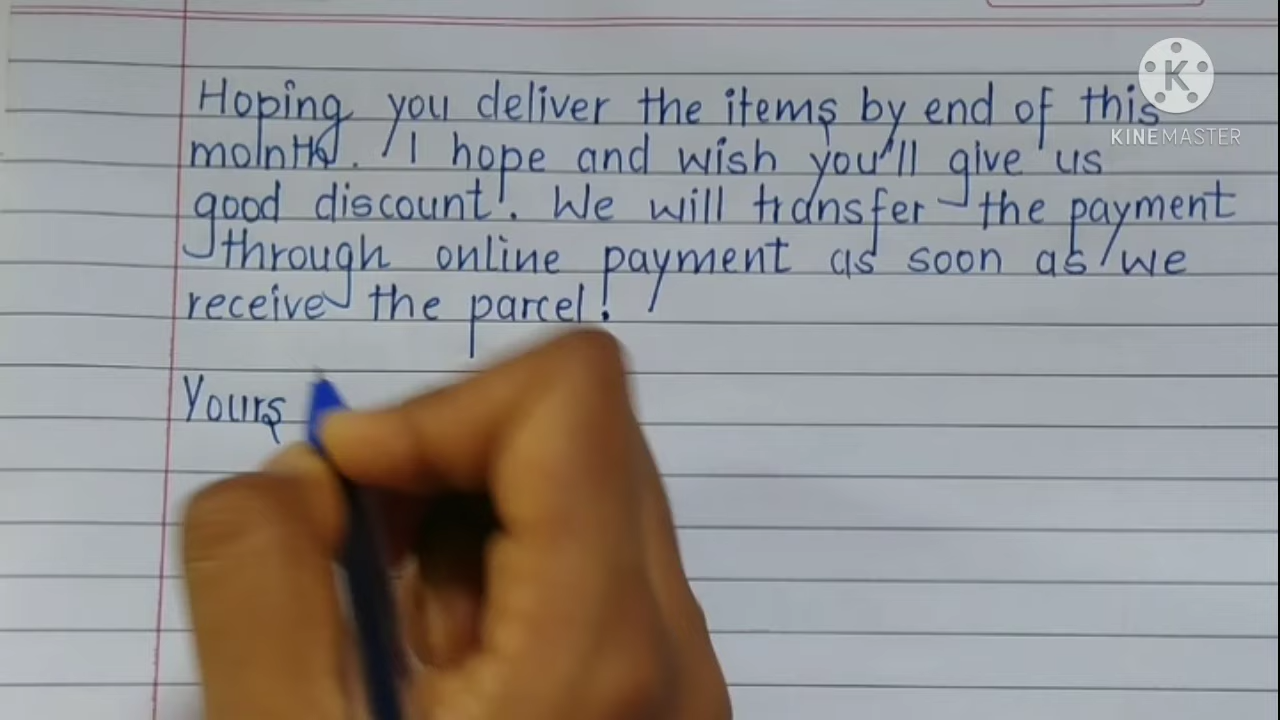 Hoping you deliver the items by end of this
month. I hope and wish you'll give us
good discount. We will transfer the payment
through online payment as soon as we
receive the parcel.
Yours
K
KINEMASTER